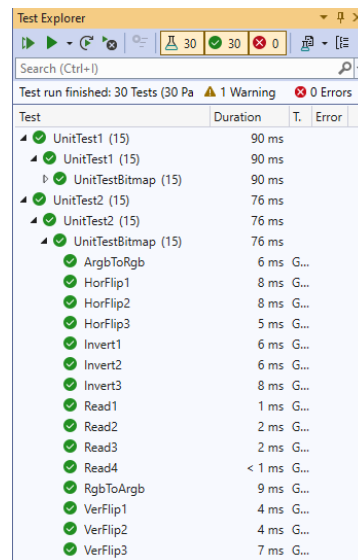 Test Explorer
30 30 0
Search (Ctrl+I)
Test run finished: 30 Tests (30 Pa 1 Warning 0 Errors
Test Duration T. Error
UnitTest1 (15) 90 ms
UnitTest1 (15) 90 ms
UnitTestBitmap (15) 90 ms
UnitTest2 (15) 76 ms
UnitTest2 (15) 76 ms
UnitTestBitmap (15) 76 ms
ArgbToRgb 6 ms G...
HorFlip1 8 ms G...
HorFlip2 8 ms G...
HorFlip3 5 ms G...
Invert1 6 ms G...
Invert2 6 ms G...
Invert3 8 ms G...
Read1 1 ms G...
Read2 2 ms G...
Read3 2 ms G...
Read4 < 1 ms G...
RgbToArgb 9 ms G...
VerFlip1 4 ms G...
VerFlip2 4 ms G...
VerFlip3 7 ms G...